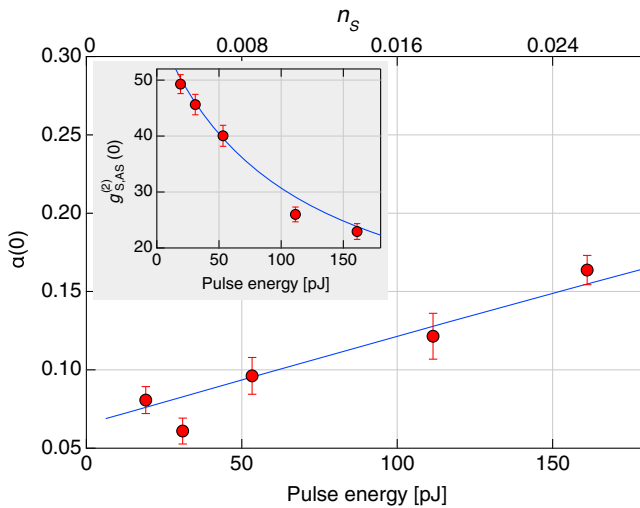 n_S
0 0.008 0.016 0.024
0.30
0.25
0.20
0.15
0.10
0.05
α(0)
0 50 100 150
Pulse energy [pJ]
50
40
30
20
g^{(2)}_{S,AS}(0)
0 50 100 150
Pulse energy [pJ]